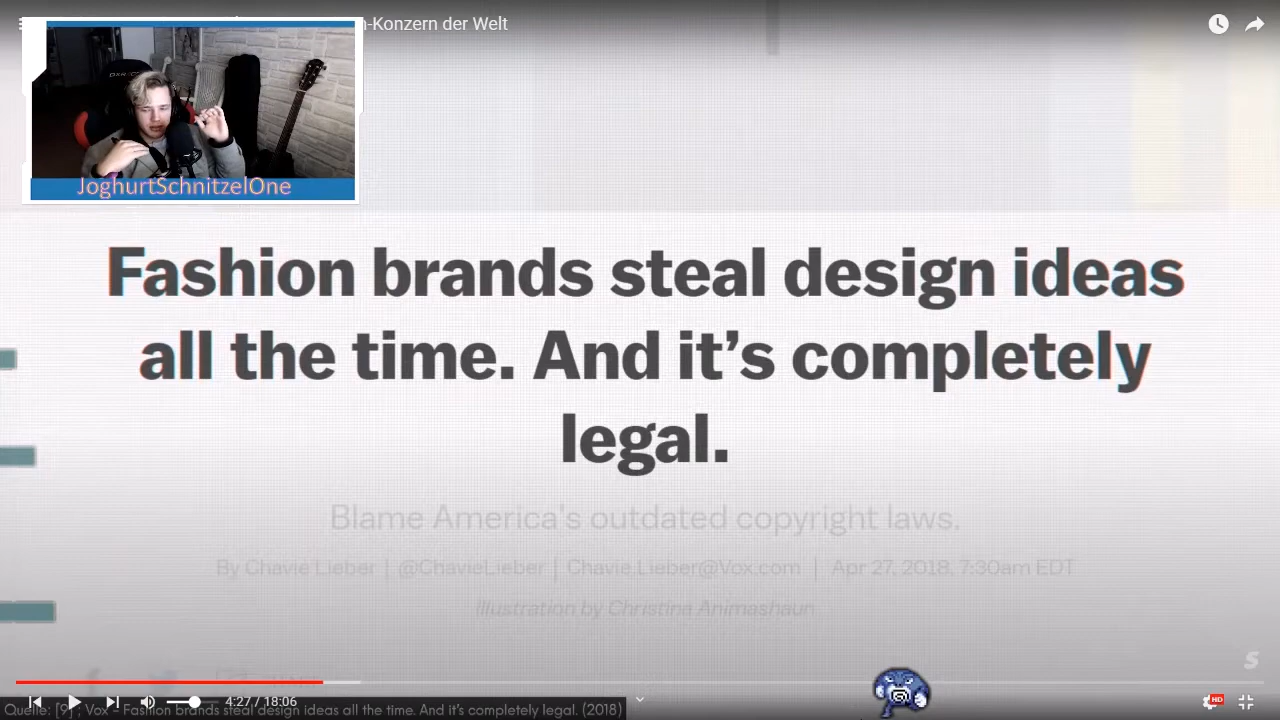 n-Konzern der Welt
JoghurtSchnitzelOne
Fashion brands steal design ideas
all the time. And it’s completely
legal.
Blame America's outdated copyright laws.
By Chavie Lieber | @ChavieLieber | Chavie.Lieber@Vox.com | Apr 27, 2018, 7:30am EDT
Illustration by Christina Animashaun
S
4:27 / 18:06
HD
Quelle: [9] ; Vox - Fashion brands steal design ideas all the time. And it's completely legal. (2018)